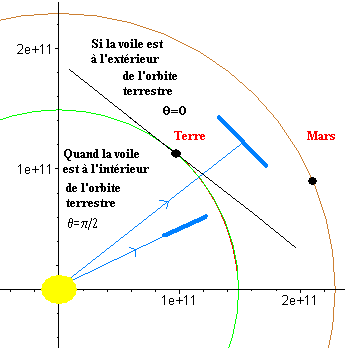 2e+11
Si la voile est
à l'extérieur
de l'orbite
terrestre
θ=0
Terre
Mars
1e+11
Quand la voile
est à l'intérieur
de l'orbite
terrestre
θ=π/2
1e+11
2e+11